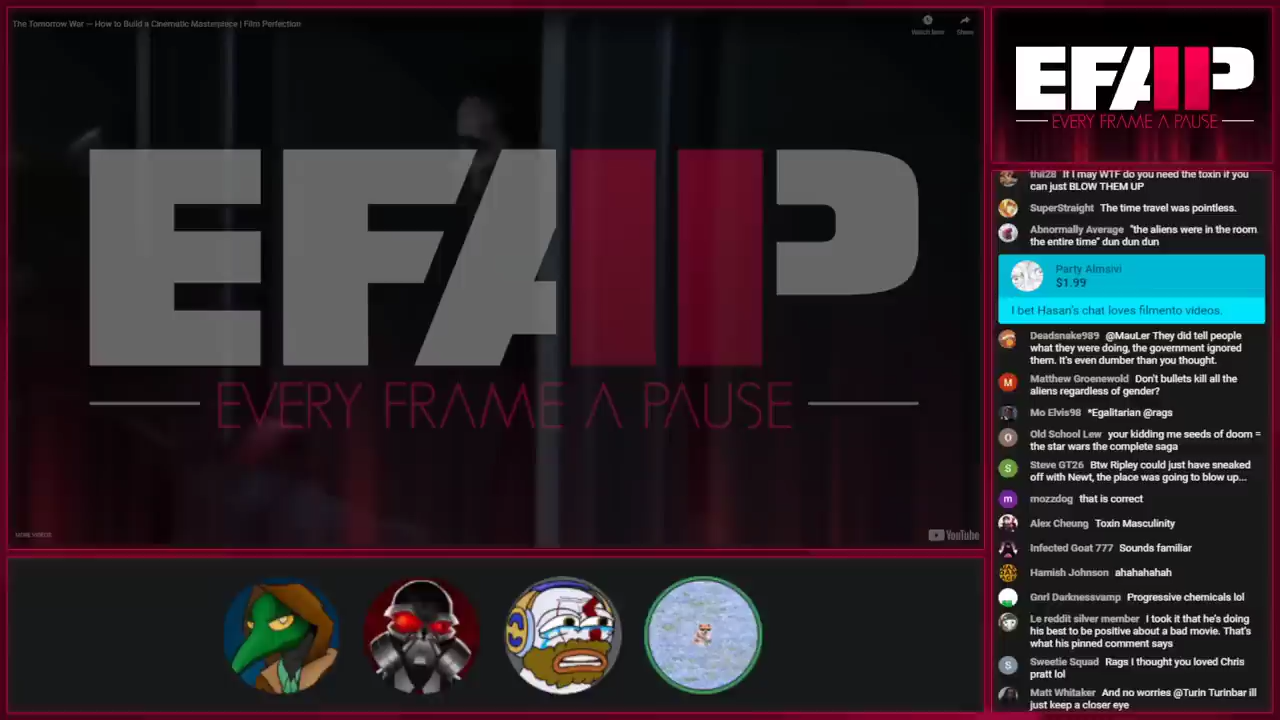 The Tomorrow War — How to Build a Cinematic Masterpiece | Film Perfection
Watch later
Share
EFAP
EVERY FRAME A PAUSE
MORE VIDEOS
YouTube
EFAP
EVERY FRAME A PAUSE
thil28 If I may WTF do you need the toxin if you
can just BLOW THEM UP
SuperStraight The time travel was pointless.
Abnormally Average "the aliens were in the room
the entire time" dun dun dun
Party Almsivi
$1.99
I bet Hasan's chat loves filmento videos.
Deadsnake989 @MauLer They did tell people
what they were doing, the government ignored
them. It's even dumber than you thought.
M
Matthew Groenewold Don't bullets kill all the
aliens regardless of gender?
Mo Elvis98 *Egalitarian @rags
O
Old School Lew your kidding me seeds of doom =
the star wars the complete saga
S
Steve GT26 Btw Ripley could just have sneaked
off with Newt, the place was going to blow up...
m
mozzdog that is correct
Alex Cheung Toxin Masculinity
Infected Goat 777 Sounds familiar
Hamish Johnson ahahahahah
Gnrl Darknessvamp Progressive chemicals lol
Le reddit silver member I took it that he's doing
his best to be positive about a bad movie. That's
what his pinned comment says
S
Sweetie Squad Rags I thought you loved Chris
pratt lol
Matt Whitaker And no worries @Turin Turinbar ill
just keep a closer eye